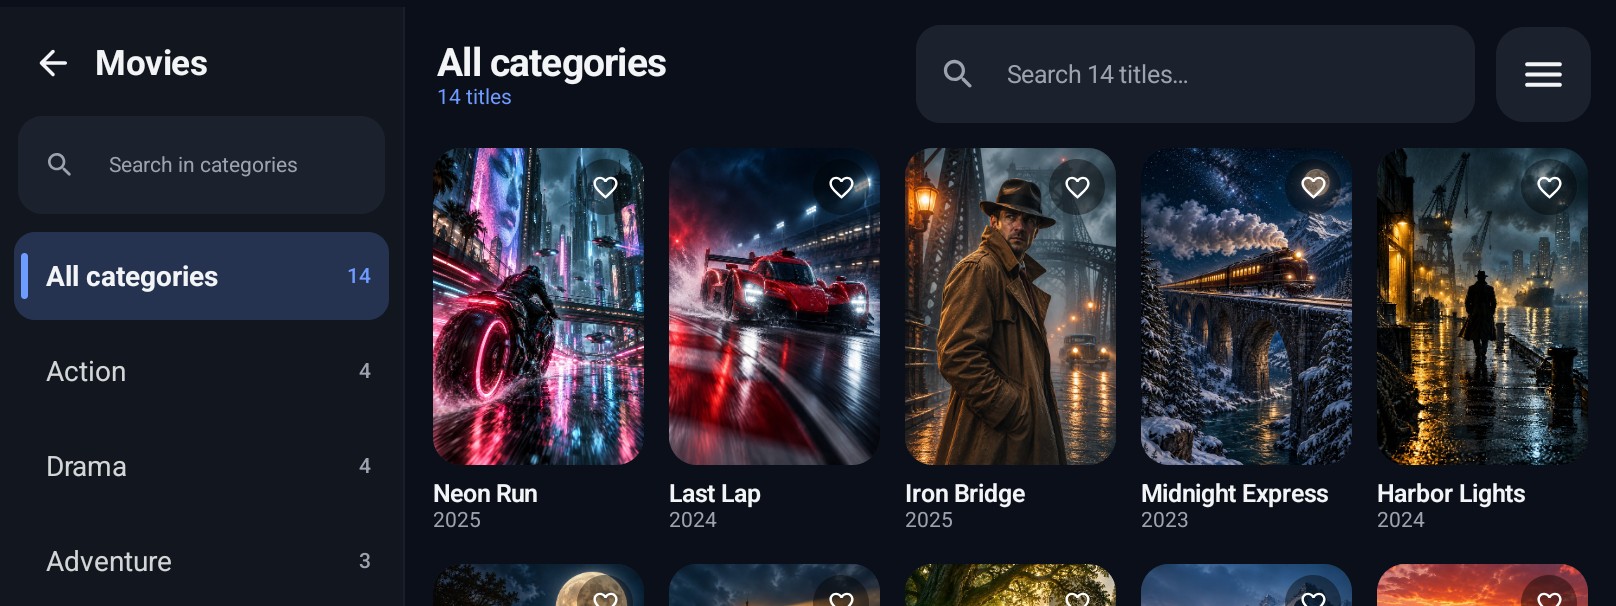 Movies
Search in categories
All categories 14
Action 4
Drama 4
Adventure 3
All categories
14 titles
Search 14 titles...
Neon Run
2025
Last Lap
2024
Iron Bridge
2025
Midnight Express
2023
Harbor Lights
2024